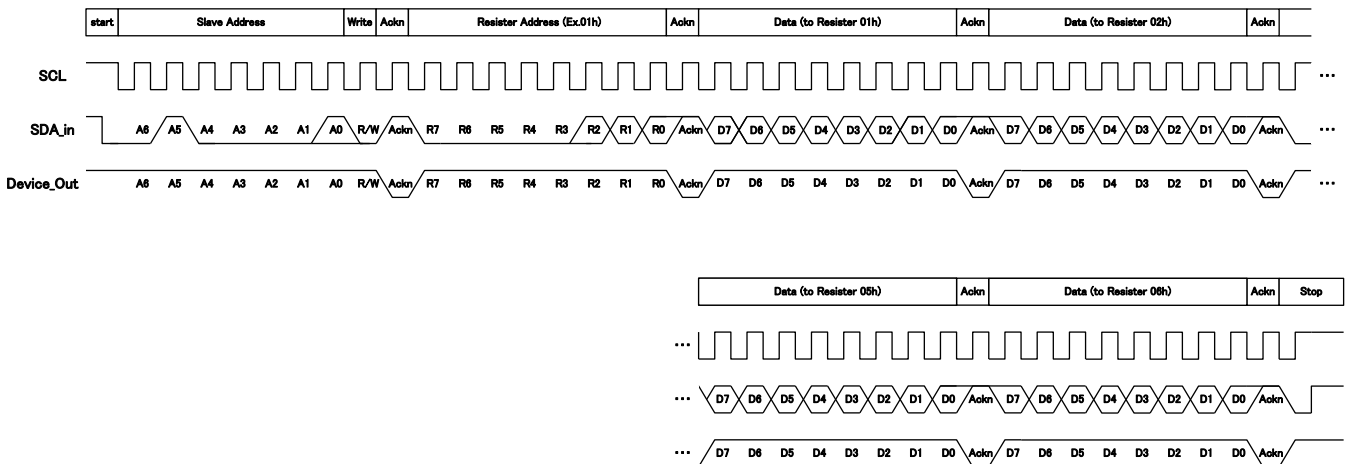 start Slave Address Write Ackn Resister Address (Ex.01h) Ackn Data (to Resister 01h) Ackn Data (to Resister 02h) Ackn
SCL ...
SDA_in A6 A5 A4 A3 A2 A1 A0 R/W Ackn R7 R6 R5 R4 R3 R2 R1 R0 Ackn D7 D6 D5 D4 D3 D2 D1 D0 Ackn D7 D6 D5 D4 D3 D2 D1 D0 Ackn ...
Device_Out A6 A5 A4 A3 A2 A1 A0 R/W Ackn R7 R6 R5 R4 R3 R2 R1 R0 Ackn D7 D6 D5 D4 D3 D2 D1 D0 Ackn D7 D6 D5 D4 D3 D2 D1 D0 Ackn ...
Data (to Resister 05h) Ackn Data (to Resister 06h) Ackn Stop
...
... D7 D6 D5 D4 D3 D2 D1 D0 Ackn D7 D6 D5 D4 D3 D2 D1 D0 Ackn
... D7 D6 D5 D4 D3 D2 D1 D0 Ackn D7 D6 D5 D4 D3 D2 D1 D0 Ackn